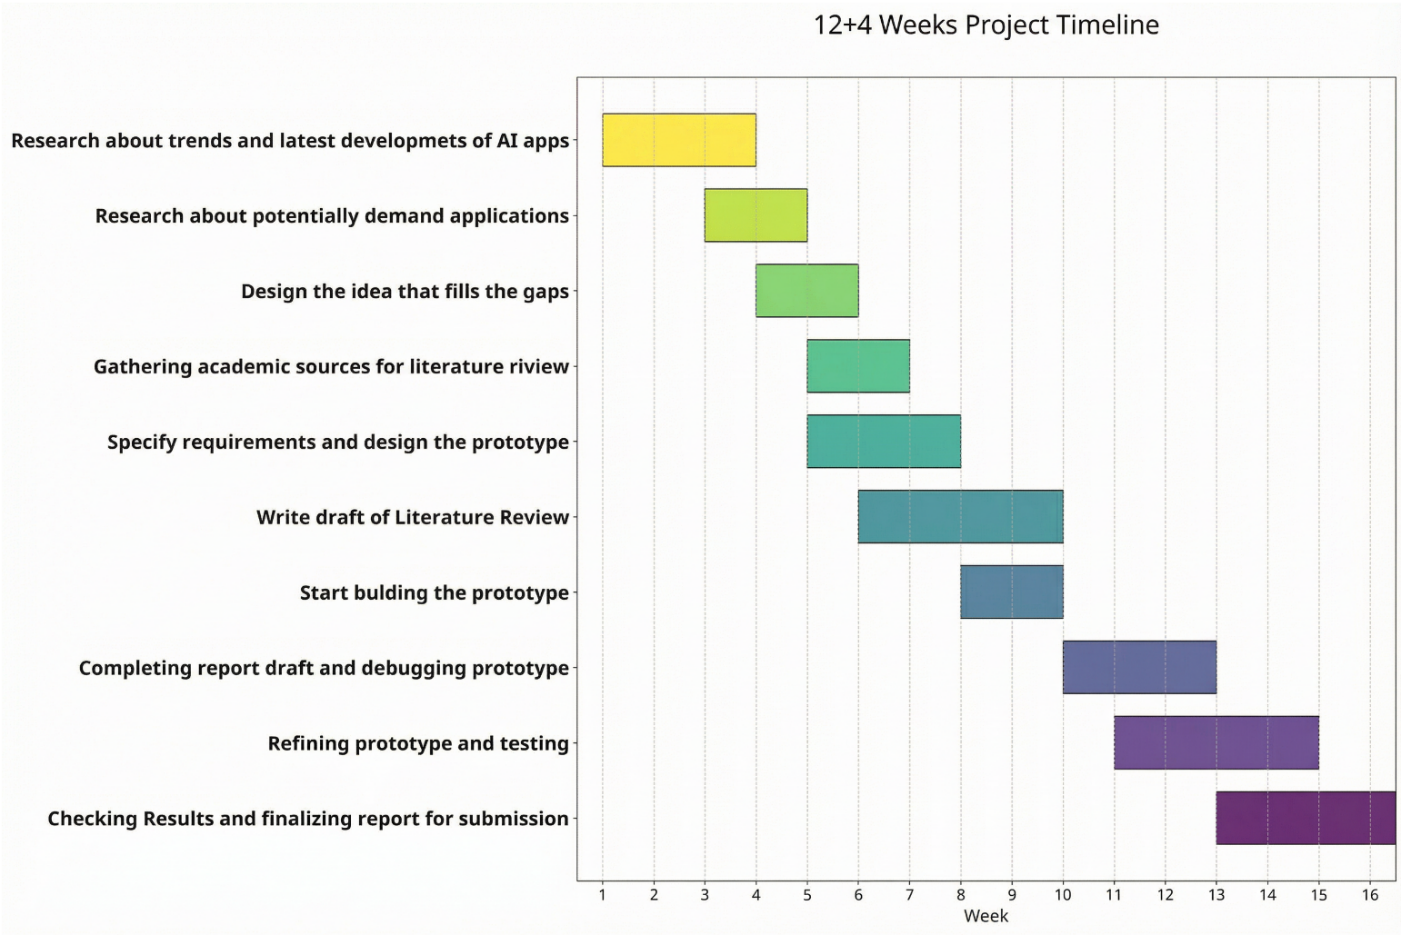 12+4 Weeks Project Timeline
Research about trends and latest developmets of AI apps
Research about potentially demand applications
Design the idea that fills the gaps
Gathering academic sources for literature riview
Specify requirements and design the prototype
Write draft of Literature Review
Start bulding the prototype
Completing report draft and debugging prototype
Refining prototype and testing
Checking Results and finalizing report for submission
1 2 3 4 5 6 7 8 9 10 11 12 13 14 15 16
Week